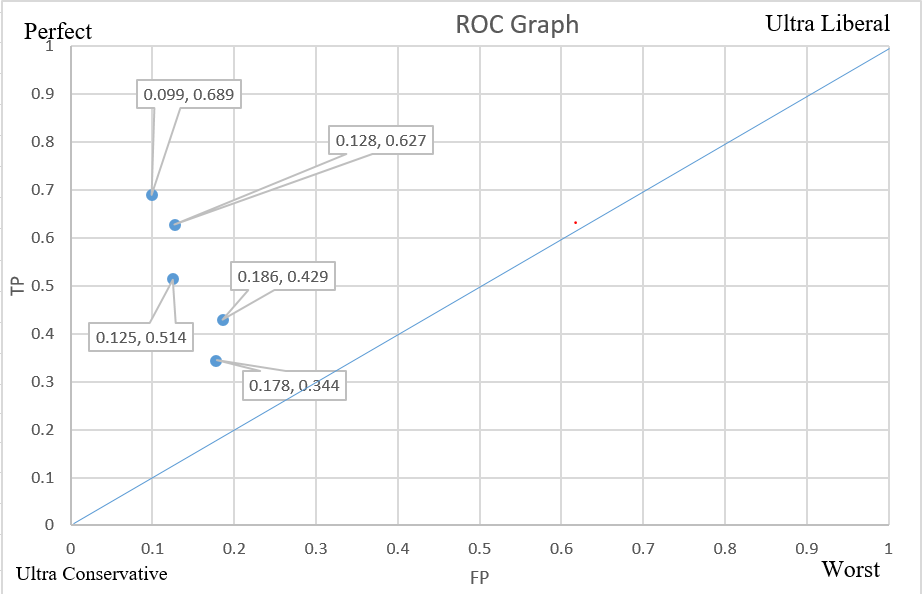 ROC Graph
Perfect
Ultra Liberal
1
0.9
0.099, 0.689
0.8
0.128, 0.627
0.7
0.6
TP
0.5
0.186, 0.429
0.4
0.125, 0.514
0.3
0.178, 0.344
0.2
0.1
0
0 0.1 0.2 0.3 0.4 0.5 0.6 0.7 0.8 0.9 1
Ultra Conservative
FP
Worst